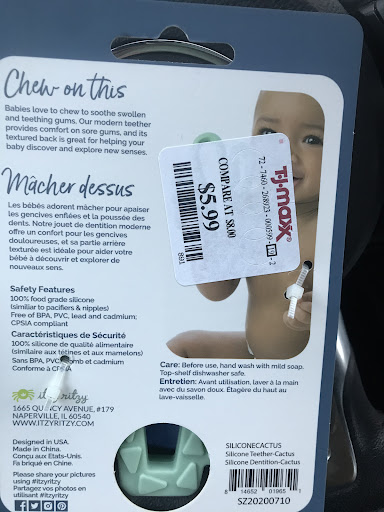 Chew on this
Babies love to chew to soothe swollen
and teething gums. Our modern teether
provides comfort on sore gums, and its
textured back is great for helping your
baby discover and explore new senses.
Mâcher dessus
Les bébés adorent mâcher pour apaiser
les gencives enflées et la poussée des
dents. Notre jouet de dentition moderne
offre un confort pour les gencives
douloureuses, et sa partie arrière
texturée est idéale pour aider votre
bébé à découvrir et explorer de
nouveaux sens.
T·J·maxx
72 - 7460 - 208923 - 000599 -
COMPARE AT $8.00
$5.99
Safety Features
100% food grade silicone
(similar to pacifiers & nipples)
Free of BPA, PVC, lead and cadmium;
CPSIA compliant
Caractéristiques de Sécurité
100% silicone de qualité alimentaire
(similaire aux tétines et aux mamelons)
Sans BPA, PVC, plomb et cadmium
Conforme à CPSIA
Care: Before use, hand wash with mild soap.
Top-shelf dishwasher safe.
Entretien: Avant utilisation, laver à la main
avec du savon doux. Étagère du haut au
lave-vaisselle.
itzyritzy
1665 QUINCY AVENUE, #179
NAPERVILLE, IL 60540
WWW.ITZYRITZY.COM
Designed in USA.
Made in China.
Conçu aux Etats-Unis.
Fabriqué en Chine.
Please share your pictures
using #itzyritzy
Partagez vos photos en
utilisant #itzyritzy
SILICONECACTUS
Silicone Teether-Cactus
Silicone Dentition-Cactus
8 14652 01965 1
SZ20200710